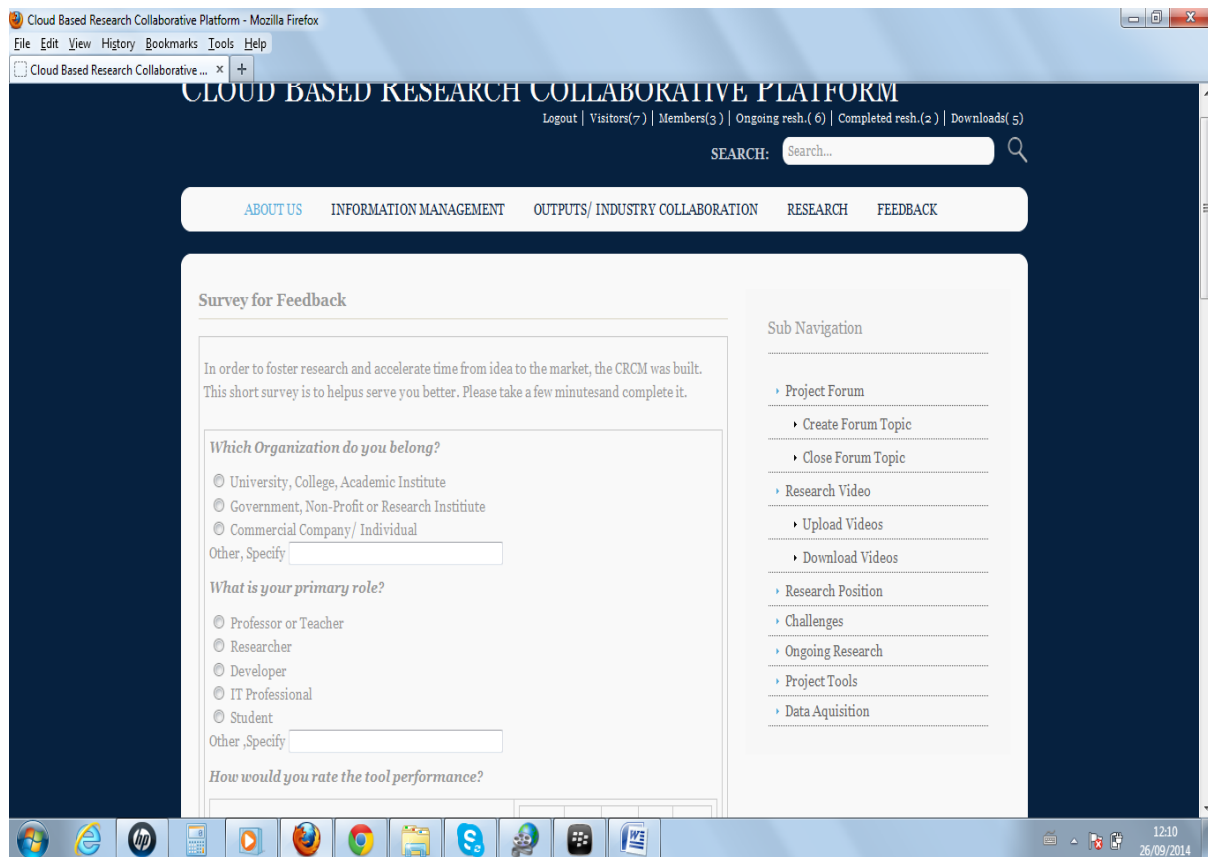 Cloud Based Research Collaborative Platform - Mozilla Firefox
File Edit View History Bookmarks Tools Help
Cloud Based Research Collaborative ... × +
CLOUD BASED RESEARCH COLLABORATIVE PLATFORM
Logout | Visitors(7) | Members(3) | Ongoing resh.( 6) | Completed resh.(2 ) | Downloads( 5)
SEARCH: Search...
ABOUT US INFORMATION MANAGEMENT OUTPUTS/ INDUSTRY COLLABORATION RESEARCH FEEDBACK
Survey for Feedback
In order to foster research and accelerate time from idea to the market, the CRCM was built.
This short survey is to helpus serve you better. Please take a few minutesand complete it.
Which Organization do you belong?
University, College, Academic Institute
Government, Non-Profit or Research Institiute
Commercial Company/ Individual
Other, Specify
What is your primary role?
Professor or Teacher
Researcher
Developer
IT Professional
Student
Other ,Specify
How would you rate the tool performance?
Sub Navigation
Project Forum
Create Forum Topic
Close Forum Topic
Research Video
Upload Videos
Download Videos
Research Position
Challenges
Ongoing Research
Project Tools
Data Aquisition
12:10
26/09/2014